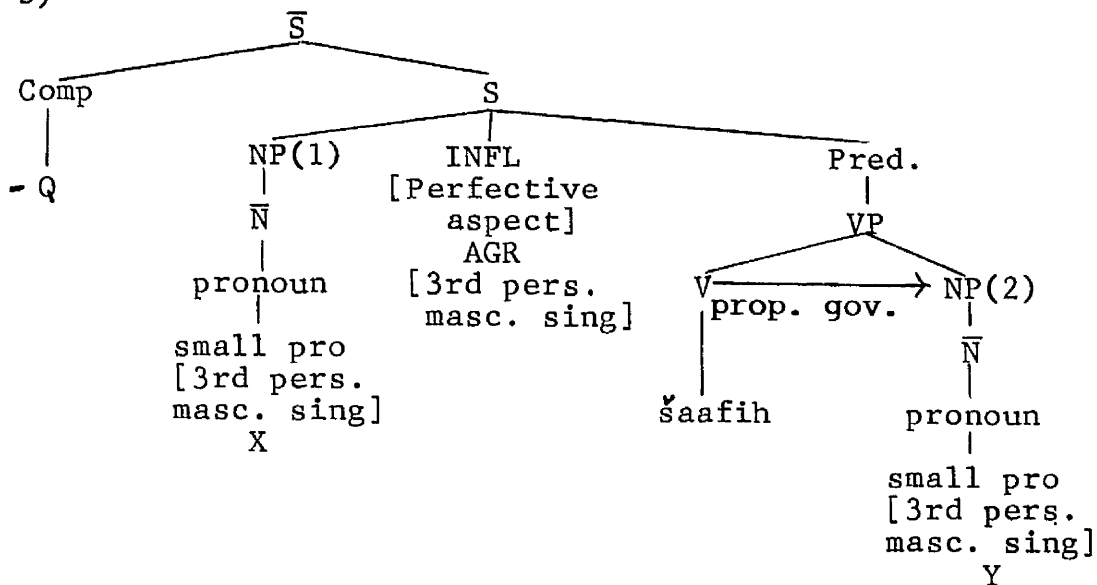 S̅
Comp S
- Q NP(1) INFL Pred.
[Perfective
N̅ aspect] VP
AGR
pronoun [3rd pers. V prop. gov. NP(2)
masc. sing]
small pro N̅
[3rd pers.
masc. sing] šaafih pronoun
X
small pro
[3rd pers.
masc. sing]
Y